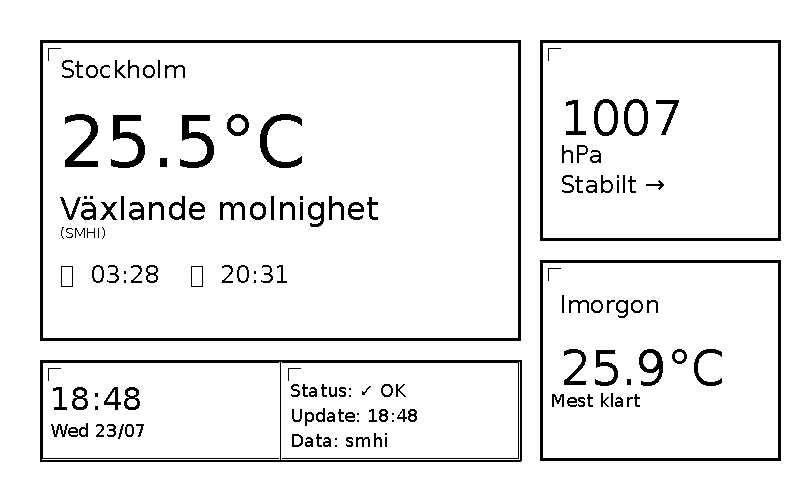 Stockholm
25.5°C
Växlande molnighet
(SMHI)
03:28 20:31
1007
hPa
Stabilt →
Imorgon
25.9°C
Mest klart
18:48
Wed 23/07
Status: ✓ OK
Update: 18:48
Data: smhi